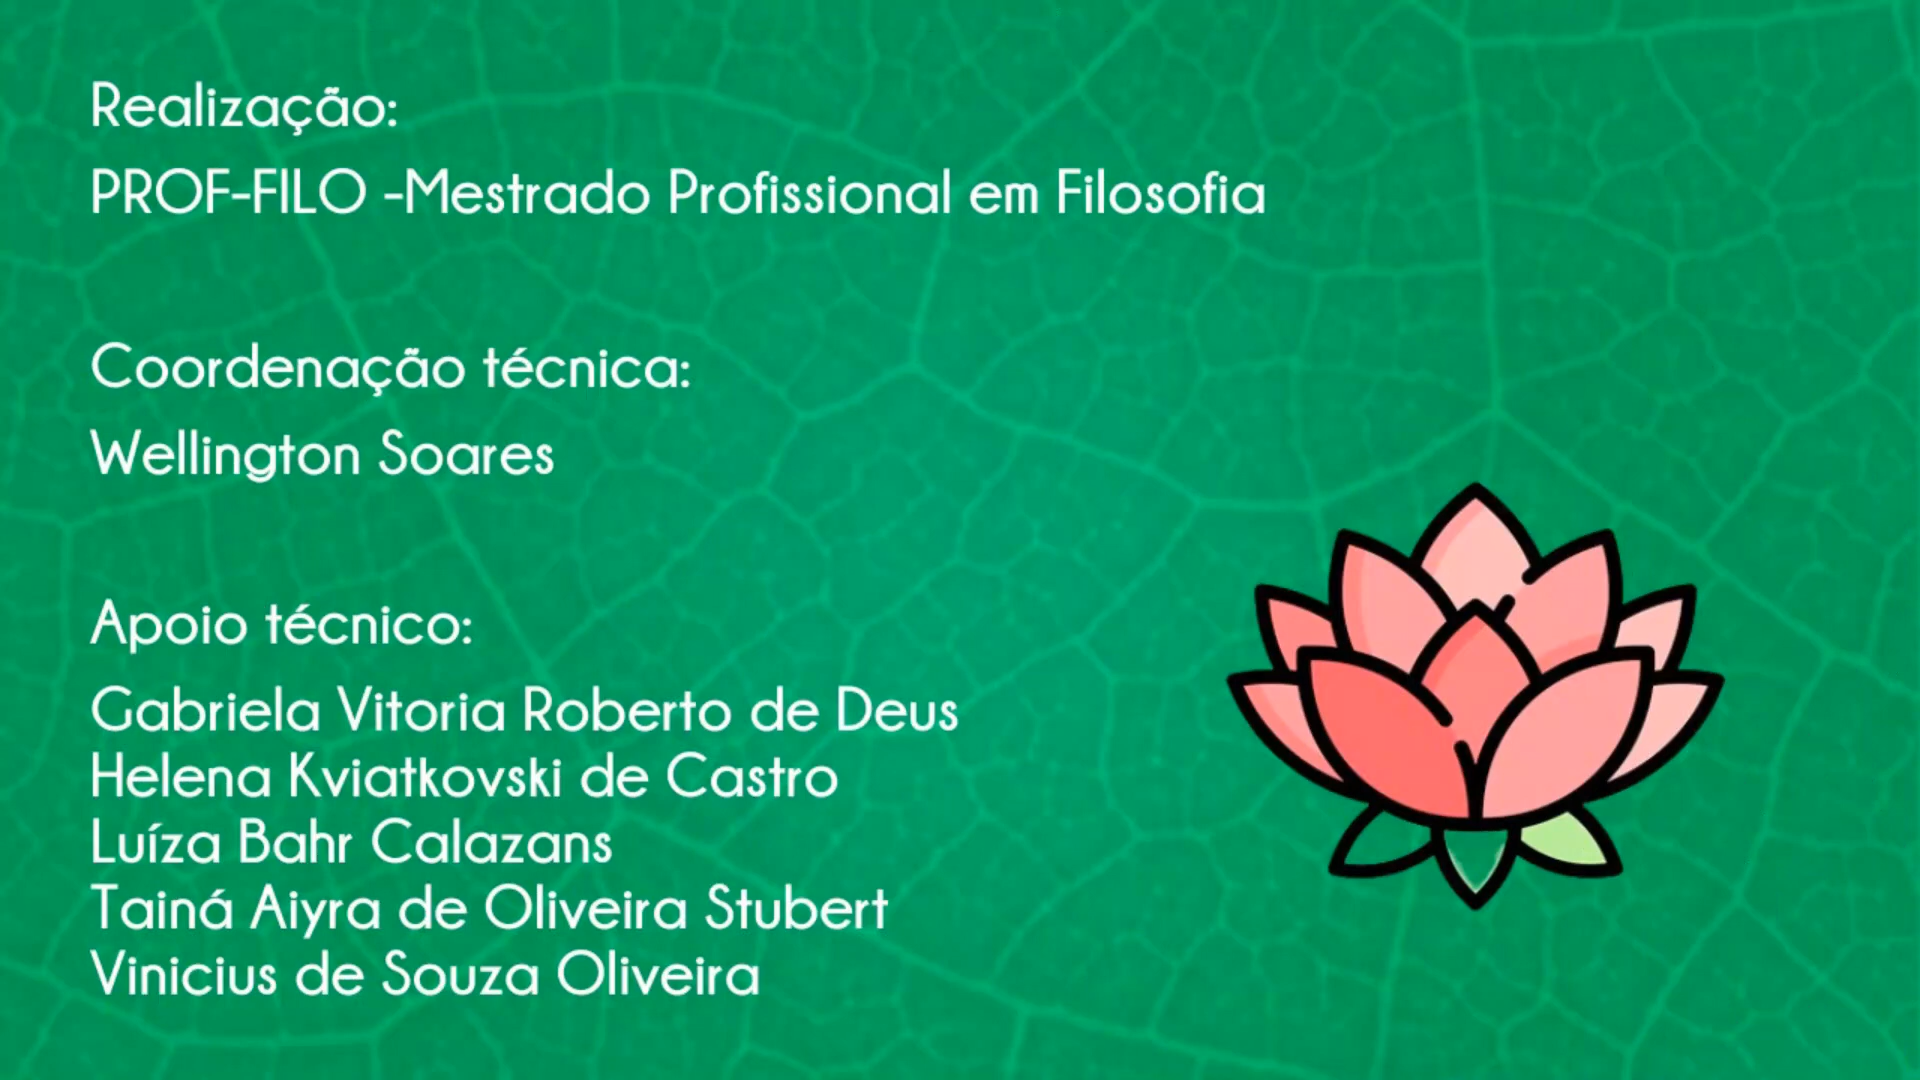 Realização:
PROF-FILO -Mestrado Profissional em Filosofia
Coordenação técnica:
Wellington Soares
Apoio técnico:
Gabriela Vitoria Roberto de Deus
Helena Kviatkovski de Castro
Luíza Bahr Calazans
Tainá Aiyra de Oliveira Stubert
Vinicius de Souza Oliveira